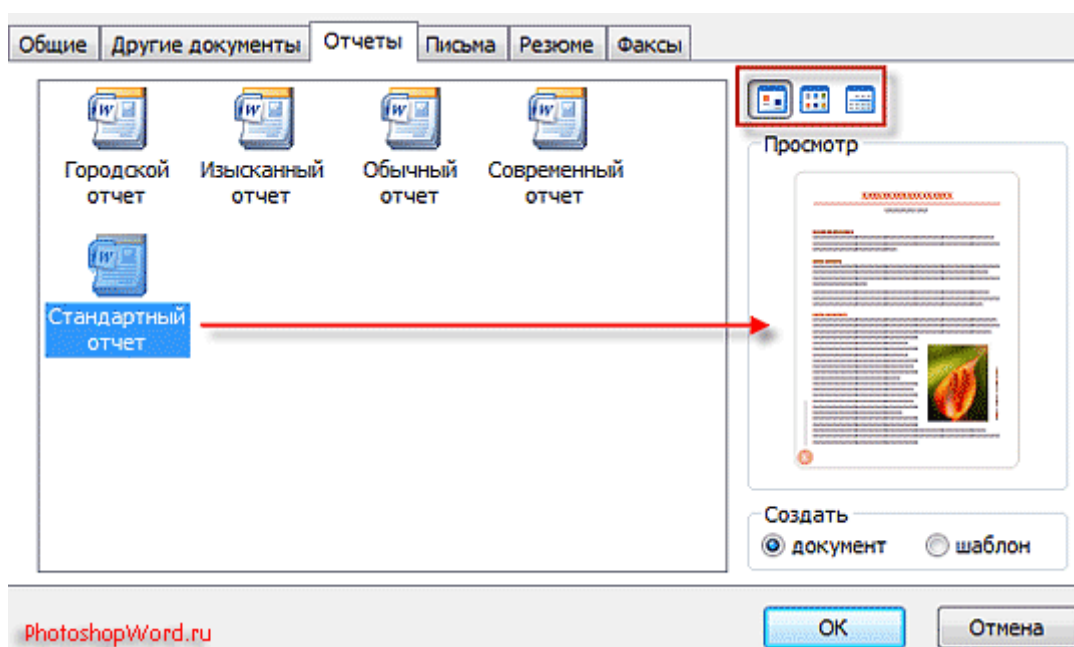 Общие Другие документы Отчеты Письма Резюме Факсы
Городской отчет
Изысканный отчет
Обычный отчет
Современный отчет
Стандартный отчет
Просмотр
Создать
документ шаблон
PhotoshopWord.ru
ОК Отмена